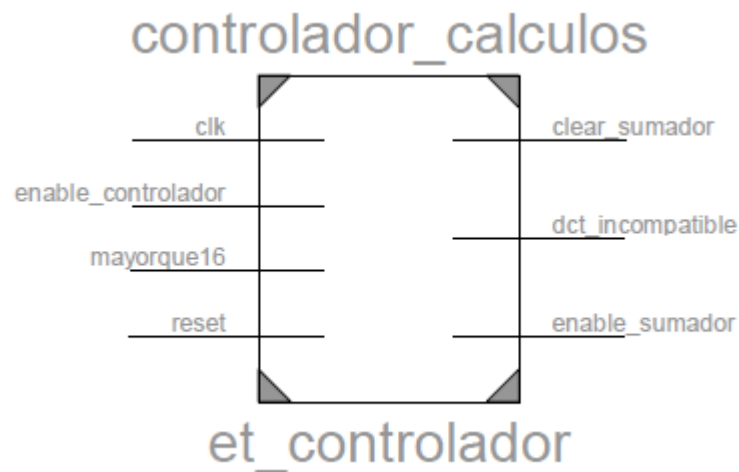 controlador_calculos
clk
clear_sumador
enable_controlador
dct_incompatible
mayorque16
reset
enable_sumador
et_controlador